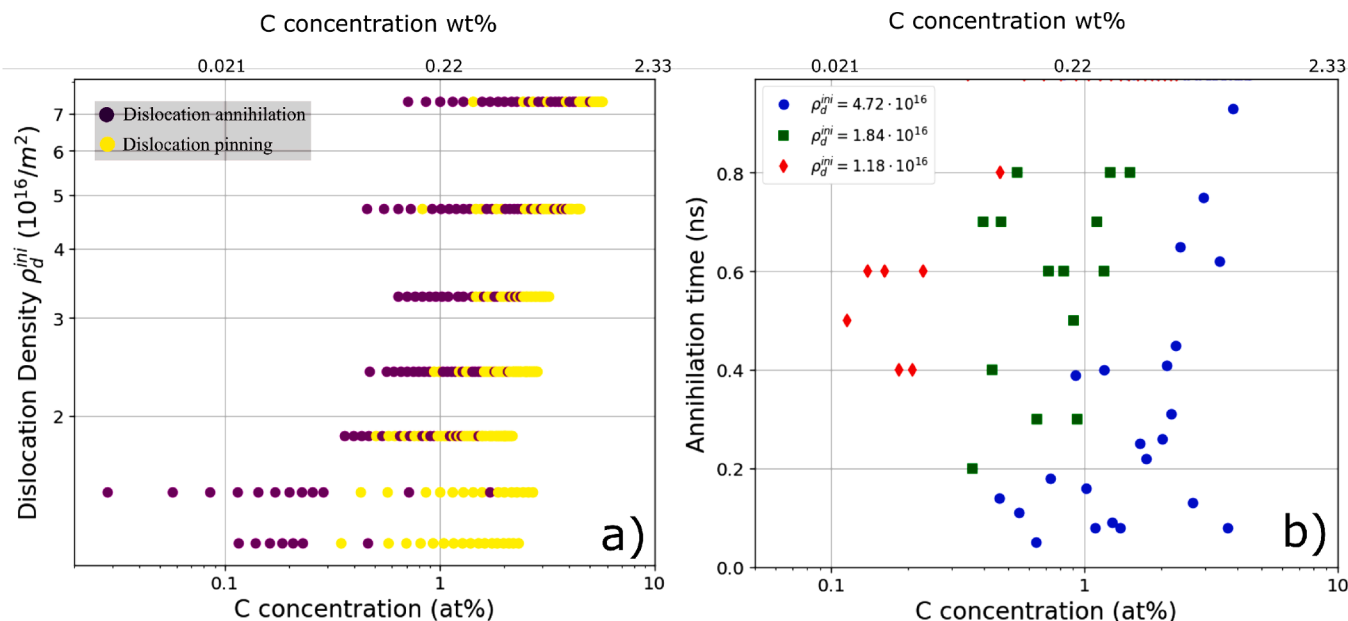 C concentration wt%
0.021 0.22 2.33
Dislocation annihilation
Dislocation pinning
7
6
5
4
3
2
Dislocation Density ρ_d^{ini} (10^{16}/m^2)
a)
0.1 1 10
C concentration (at%)
C concentration wt%
0.021 0.22 2.33
ρ_d^{ini} = 4.72 · 10^{16}
ρ_d^{ini} = 1.84 · 10^{16}
ρ_d^{ini} = 1.18 · 10^{16}
0.8
0.6
0.4
0.2
0.0
Annihilation time (ns)
b)
0.1 1 10
C concentration (at%)